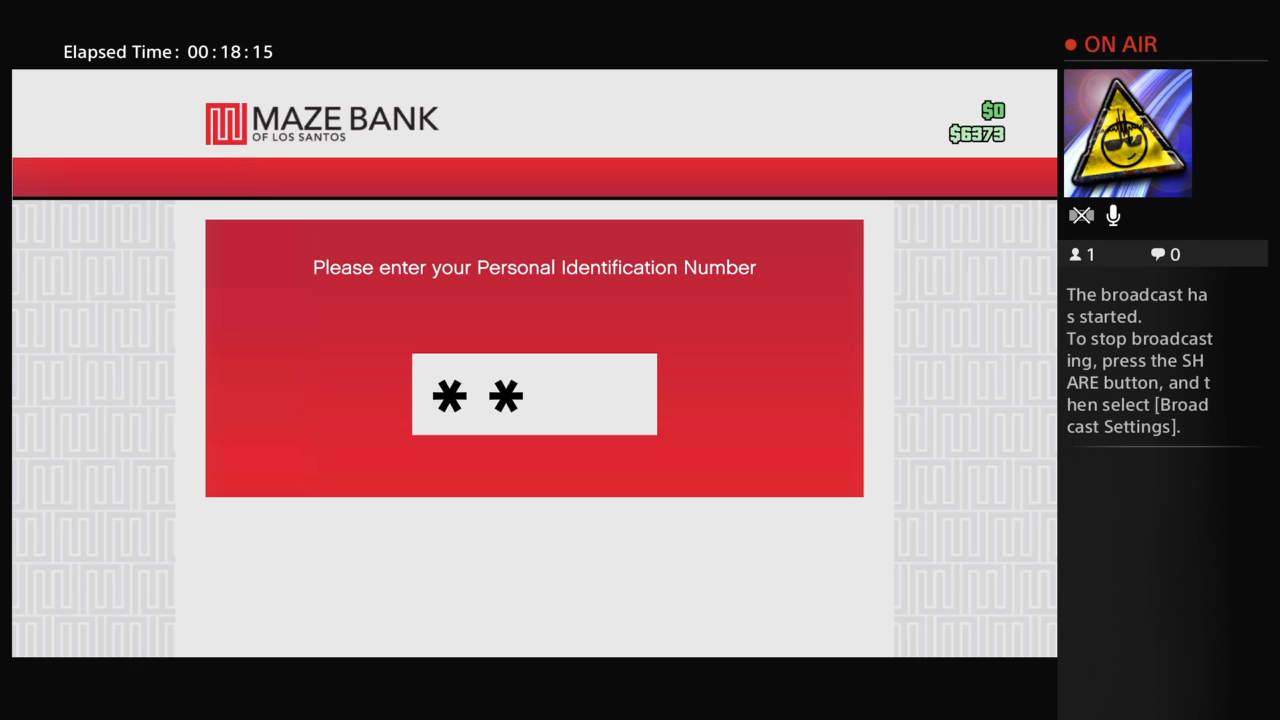 Elapsed Time: 00:18:15
ON AIR
MAZE BANK
OF LOS SANTOS
$0
$6373
1 0
Please enter your Personal Identification Number
* *
The broadcast ha
s started.
To stop broadcast
ing, press the SH
ARE button, and t
hen select [Broad
cast Settings].